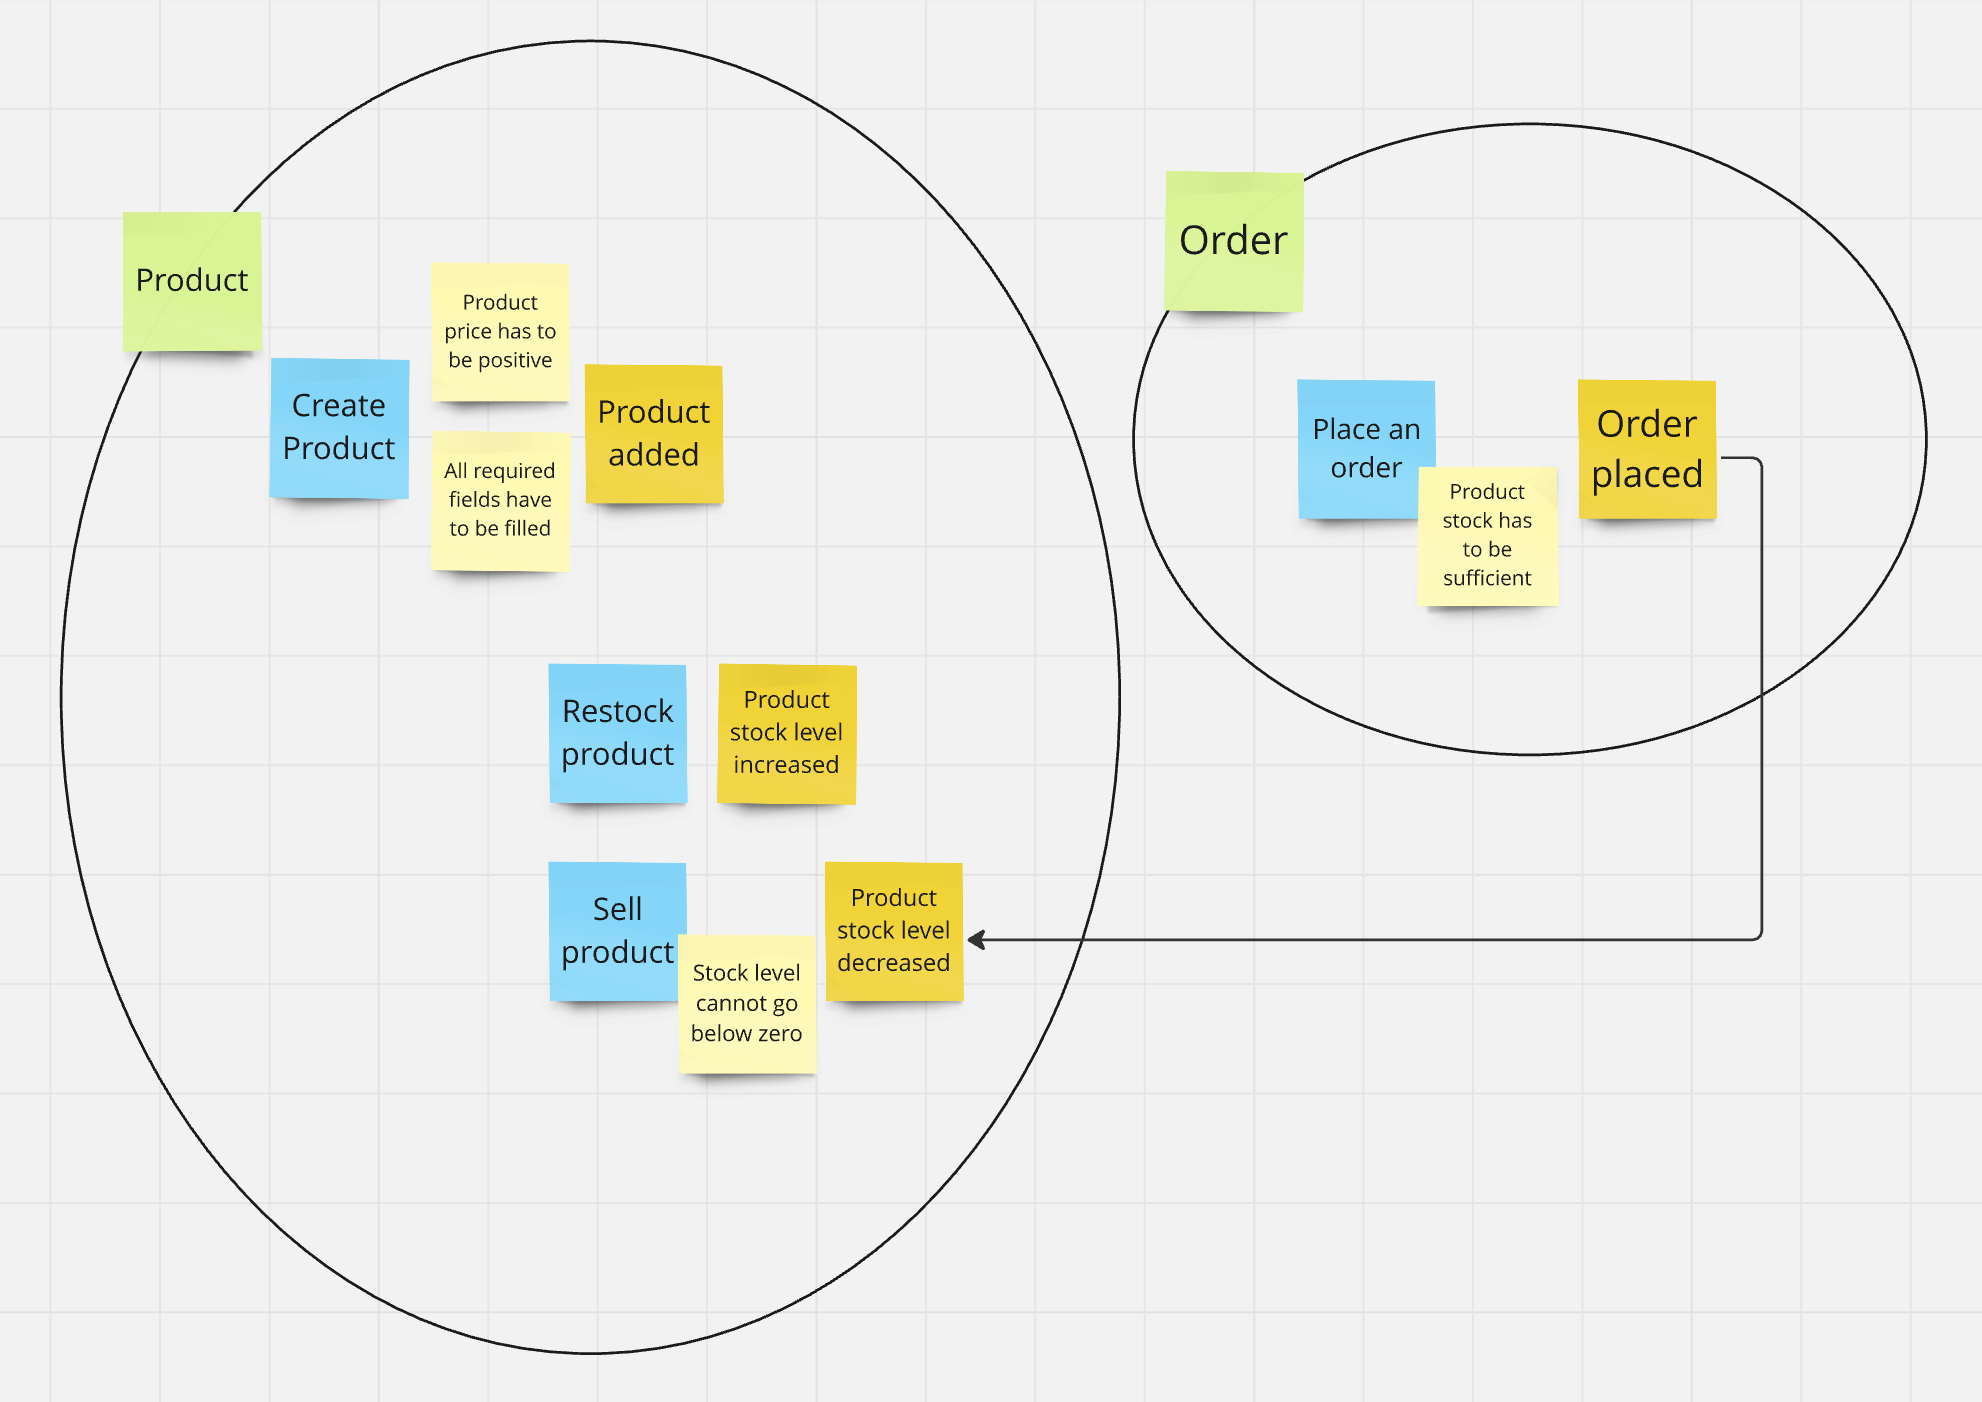 Product
Product
price has to
be positive
Create
Product
Product
added
All required
fields have
to be filled
Restock
product
Product
stock level
increased
Sell
product
Stock level
cannot go
below zero
Product
stock level
decreased
Order
Place an
order
Product
stock has
to be
sufficient
Order
placed